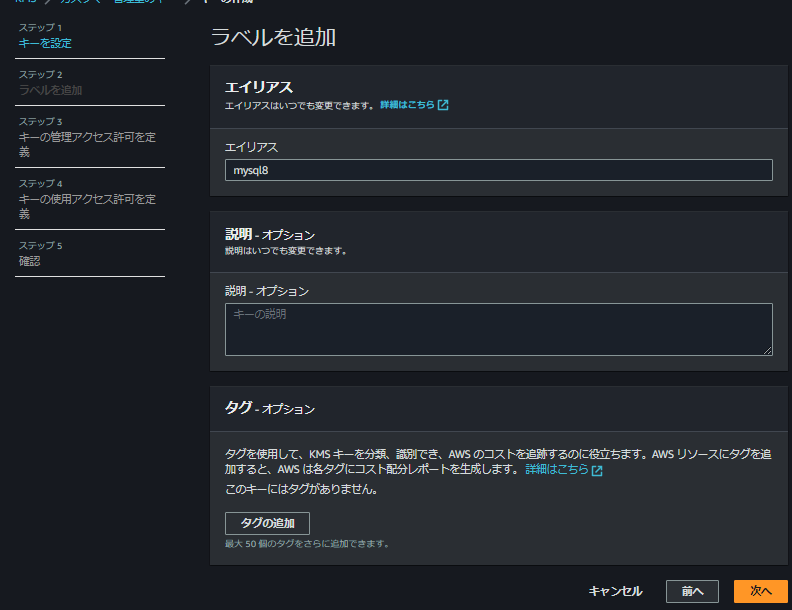 ステップ 1
キーを設定
ステップ 2
ラベルを追加
ステップ 3
キーの管理アクセス許可を定
義
ステップ 4
キーの使用アクセス許可を定
義
ステップ 5
確認
ラベルを追加
エイリアス
エイリアスはいつでも変更できます。 詳細はこちら
エイリアス
mysql8
説明 - オプション
説明はいつでも変更できます。
説明 - オプション
キーの説明
タグ - オプション
タグを使用して、KMS キーを分類、識別でき、AWS のコストを追跡するのに役立ちます。AWS リソースにタグを追
加すると、AWS は各タグにコスト配分レポートを生成します。 詳細はこちら
このキーにはタグがありません。
タグの追加
最大 50 個のタグをさらに追加できます。
キャンセル
前へ
次へ